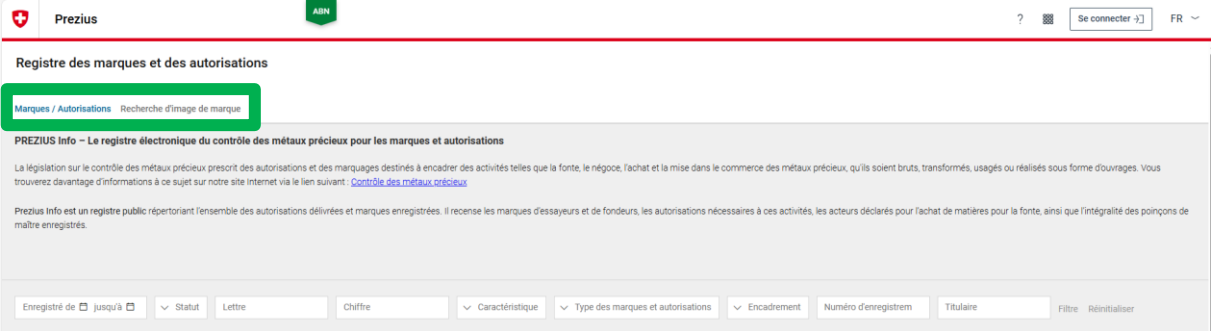 Prezius
ABN
?
Se connecter
FR
Registre des marques et des autorisations
Marques / Autorisations Recherche d'image de marque
PREZIUS Info – Le registre électronique du contrôle des métaux précieux pour les marques et autorisations
La législation sur le contrôle des métaux précieux prescrit des autorisations et des marquages destinés à encadrer des activités telles que la fonte, le négoce, l'achat et la mise dans le commerce des métaux précieux, qu'ils soient bruts, transformés, usagés ou réalisés sous forme d'ouvrages. Vous
trouverez davantage d'informations à ce sujet sur notre site Internet via le lien suivant : Contrôle des métaux précieux
Prezius Info est un registre public répertoriant l'ensemble des autorisations délivrées et marques enregistrées. Il recense les marques d'essayeurs et de fondeurs, les autorisations nécessaires à ces activités, les acteurs déclarés pour l'achat de matières pour la fonte, ainsi que l'intégralité des poinçons de
maître enregistrés.
Enregistré de jusqu'à Statut Lettre Chiffre Caractéristique Type des marques et autorisations Encadrement Numéro d'enregistrem Titulaire Filtre Réinitialiser